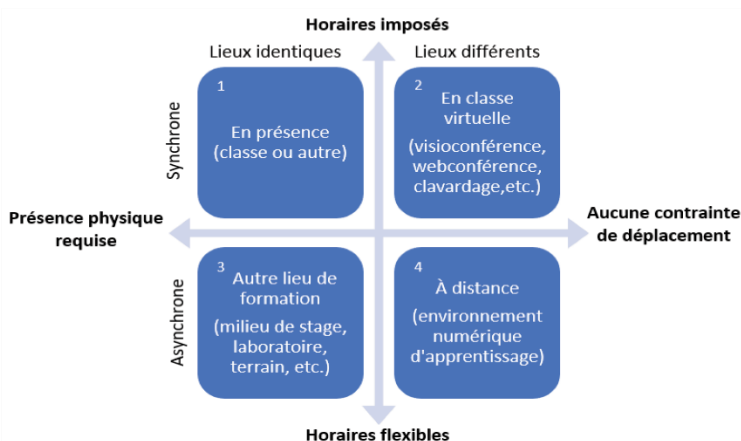 Horaires imposés
Lieux identiques
Lieux différents
Synchrone
1
En présence
(classe ou autre)
2
En classe
virtuelle
(visioconférence,
webconférence,
clavardage,etc.)
Présence physique
requise
Aucune contrainte
de déplacement
Asynchrone
3
Autre lieu de
formation
(milieu de stage,
laboratoire,
terrain, etc.)
4
À distance
(environnement
numérique
d'apprentissage)
Horaires flexibles